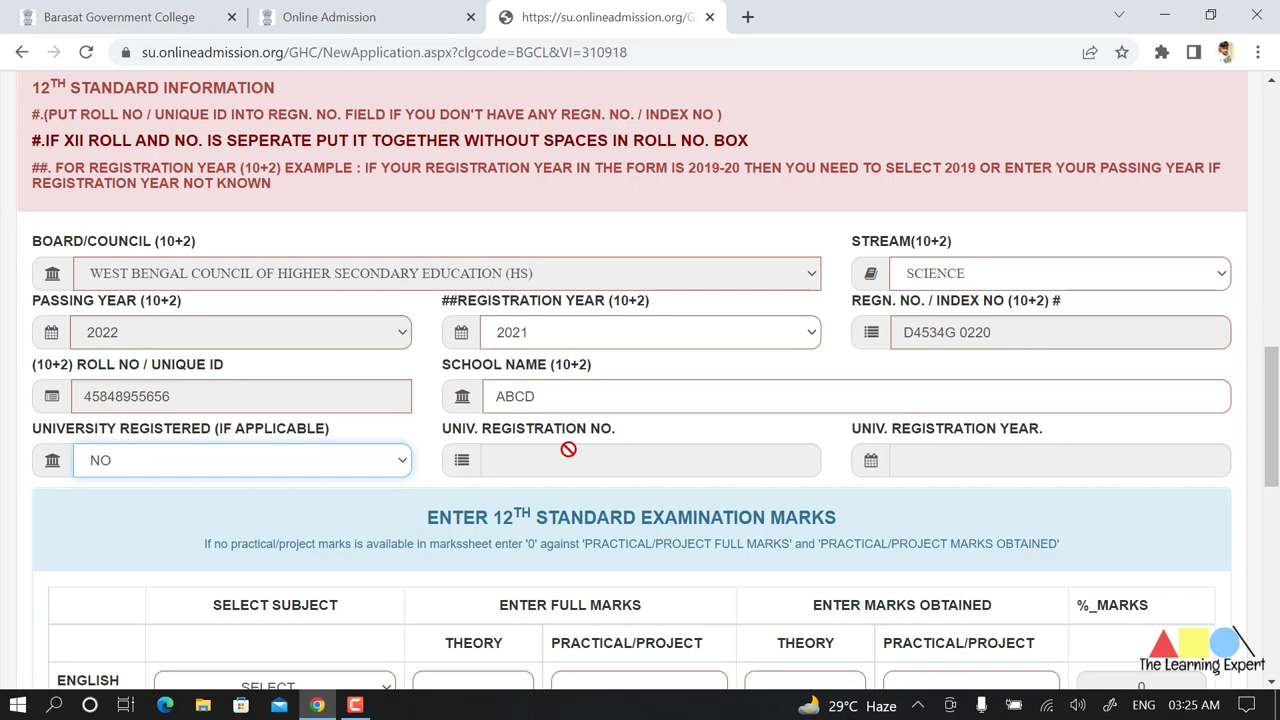 Barasat Government College
Online Admission
https://su.onlineadmission.org/G
su.onlineadmission.org/GHC/NewApplication.aspx?clgcode=BGCL&VI=310918
12TH STANDARD INFORMATION
#.(PUT ROLL NO / UNIQUE ID INTO REGN. NO. FIELD IF YOU DON'T HAVE ANY REGN. NO. / INDEX NO )
#.IF XII ROLL AND NO. IS SEPERATE PUT IT TOGETHER WITHOUT SPACES IN ROLL NO. BOX
##. FOR REGISTRATION YEAR (10+2) EXAMPLE : IF YOUR REGISTRATION YEAR IN THE FORM IS 2019-20 THEN YOU NEED TO SELECT 2019 OR ENTER YOUR PASSING YEAR IF
REGISTRATION YEAR NOT KNOWN
BOARD/COUNCIL (10+2) STREAM(10+2)
WEST BENGAL COUNCIL OF HIGHER SECONDARY EDUCATION (HS) SCIENCE
PASSING YEAR (10+2) ##REGISTRATION YEAR (10+2) REGN. NO. / INDEX NO (10+2) #
2022 2021 D4534G 0220
(10+2) ROLL NO / UNIQUE ID SCHOOL NAME (10+2)
45848955656 ABCD
UNIVERSITY REGISTERED (IF APPLICABLE) UNIV. REGISTRATION NO. UNIV. REGISTRATION YEAR.
NO
ENTER 12TH STANDARD EXAMINATION MARKS
If no practical/project marks is available in markssheet enter '0' against 'PRACTICAL/PROJECT FULL MARKS' and 'PRACTICAL/PROJECT MARKS OBTAINED'
SELECT SUBJECT ENTER FULL MARKS ENTER MARKS OBTAINED %_MARKS
THEORY PRACTICAL/PROJECT THEORY PRACTICAL/PROJECT
ENGLISH SELECT 0
The Learning Expert
29°C Haze ENG 03:25 AM